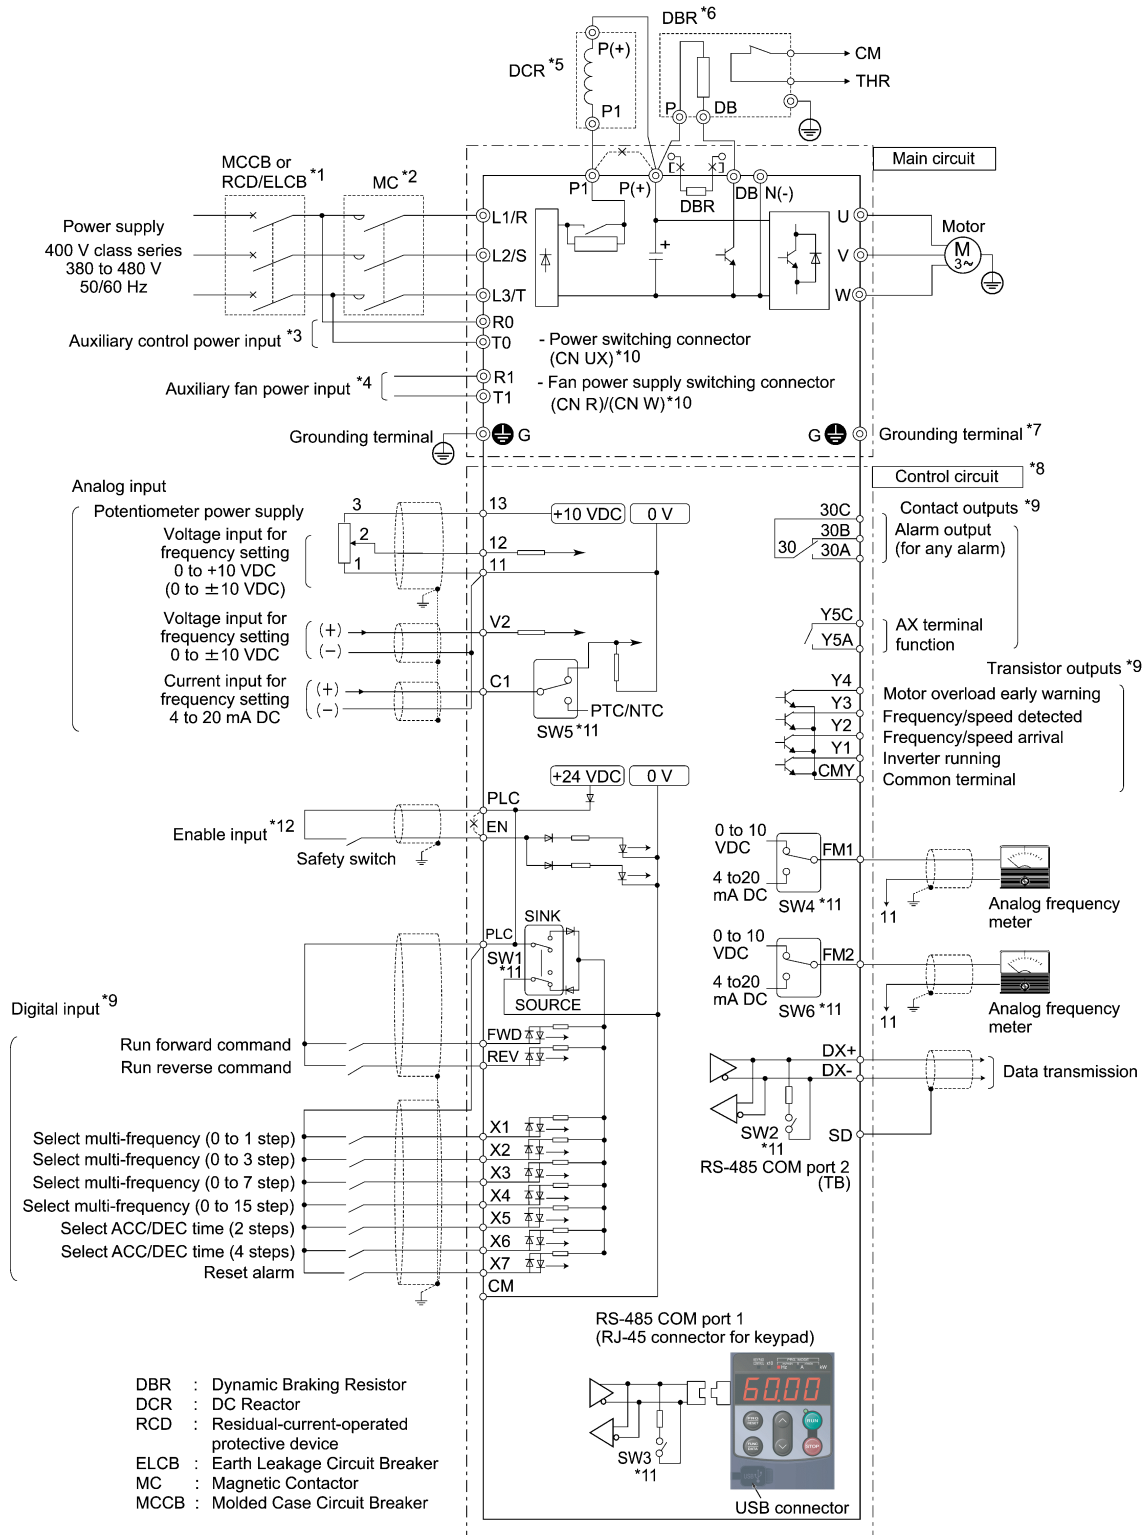 DBR *6
P(+)
DCR *5
P1
CM
THR
P
DB
MCCB or
RCD/ELCB *1
MC *2
Main circuit
P1
P(+)
DBR
DB
N(-)
Power supply
400 V class series
380 to 480 V
50/60 Hz
L1/R
L2/S
L3/T
+
U
V
W
Motor
M
3~
R0
T0
Auxiliary control power input *3
- Power switching connector
(CN UX) *10
Auxiliary fan power input *4
R1
T1
- Fan power supply switching connector
(CN R)/(CN W) *10
Grounding terminal
G
G
Grounding terminal *7
Control circuit *8
Analog input
Potentiometer power supply
3
13
+10 VDC
0 V
Voltage input for
frequency setting
0 to +10 VDC
(0 to ±10 VDC)
2
1
12
11
Voltage input for
frequency setting
0 to ±10 VDC
(+)
(−)
V2
Current input for
frequency setting
4 to 20 mA DC
(+)
(−)
C1
PTC/NTC
SW5 *11
30C
30B
30
30A
Contact outputs *9
Alarm output
(for any alarm)
Y5C
Y5A
AX terminal
function
Transistor outputs *9
Y4
Motor overload early warning
Y3
Frequency/speed detected
Y2
Frequency/speed arrival
Y1
Inverter running
CMY
Common terminal
+24 VDC
0 V
PLC
EN
Enable input *12
Safety switch
0 to 10
VDC
FM1
4 to20
mA DC
SW4 *11
11
Analog frequency
meter
0 to 10
VDC
FM2
4 to20
mA DC
SW6 *11
11
Analog frequency
meter
SINK
PLC
SW1
*11
SOURCE
Digital input *9
Run forward command
FWD
Run reverse command
REV
DX+
DX-
Data transmission
SW2
*11
SD
RS-485 COM port 2
(TB)
Select multi-frequency (0 to 1 step)
X1
Select multi-frequency (0 to 3 step)
X2
Select multi-frequency (0 to 7 step)
X3
Select multi-frequency (0 to 15 step)
X4
Select ACC/DEC time (2 steps)
X5
Select ACC/DEC time (4 steps)
X6
Reset alarm
X7
CM
RS-485 COM port 1
(RJ-45 connector for keypad)
SW3
*11
60.00
RUN
STOP
USB connector
DBR : Dynamic Braking Resistor
DCR : DC Reactor
RCD : Residual-current-operated
protective device
ELCB : Earth Leakage Circuit Breaker
MC : Magnetic Contactor
MCCB : Molded Case Circuit Breaker